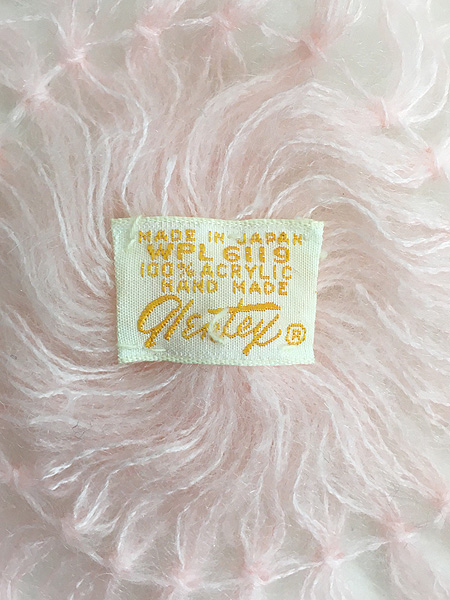 MADE IN JAPAN
WPL 6119
100% ACRYLIC
HAND MADE
Glentex ®